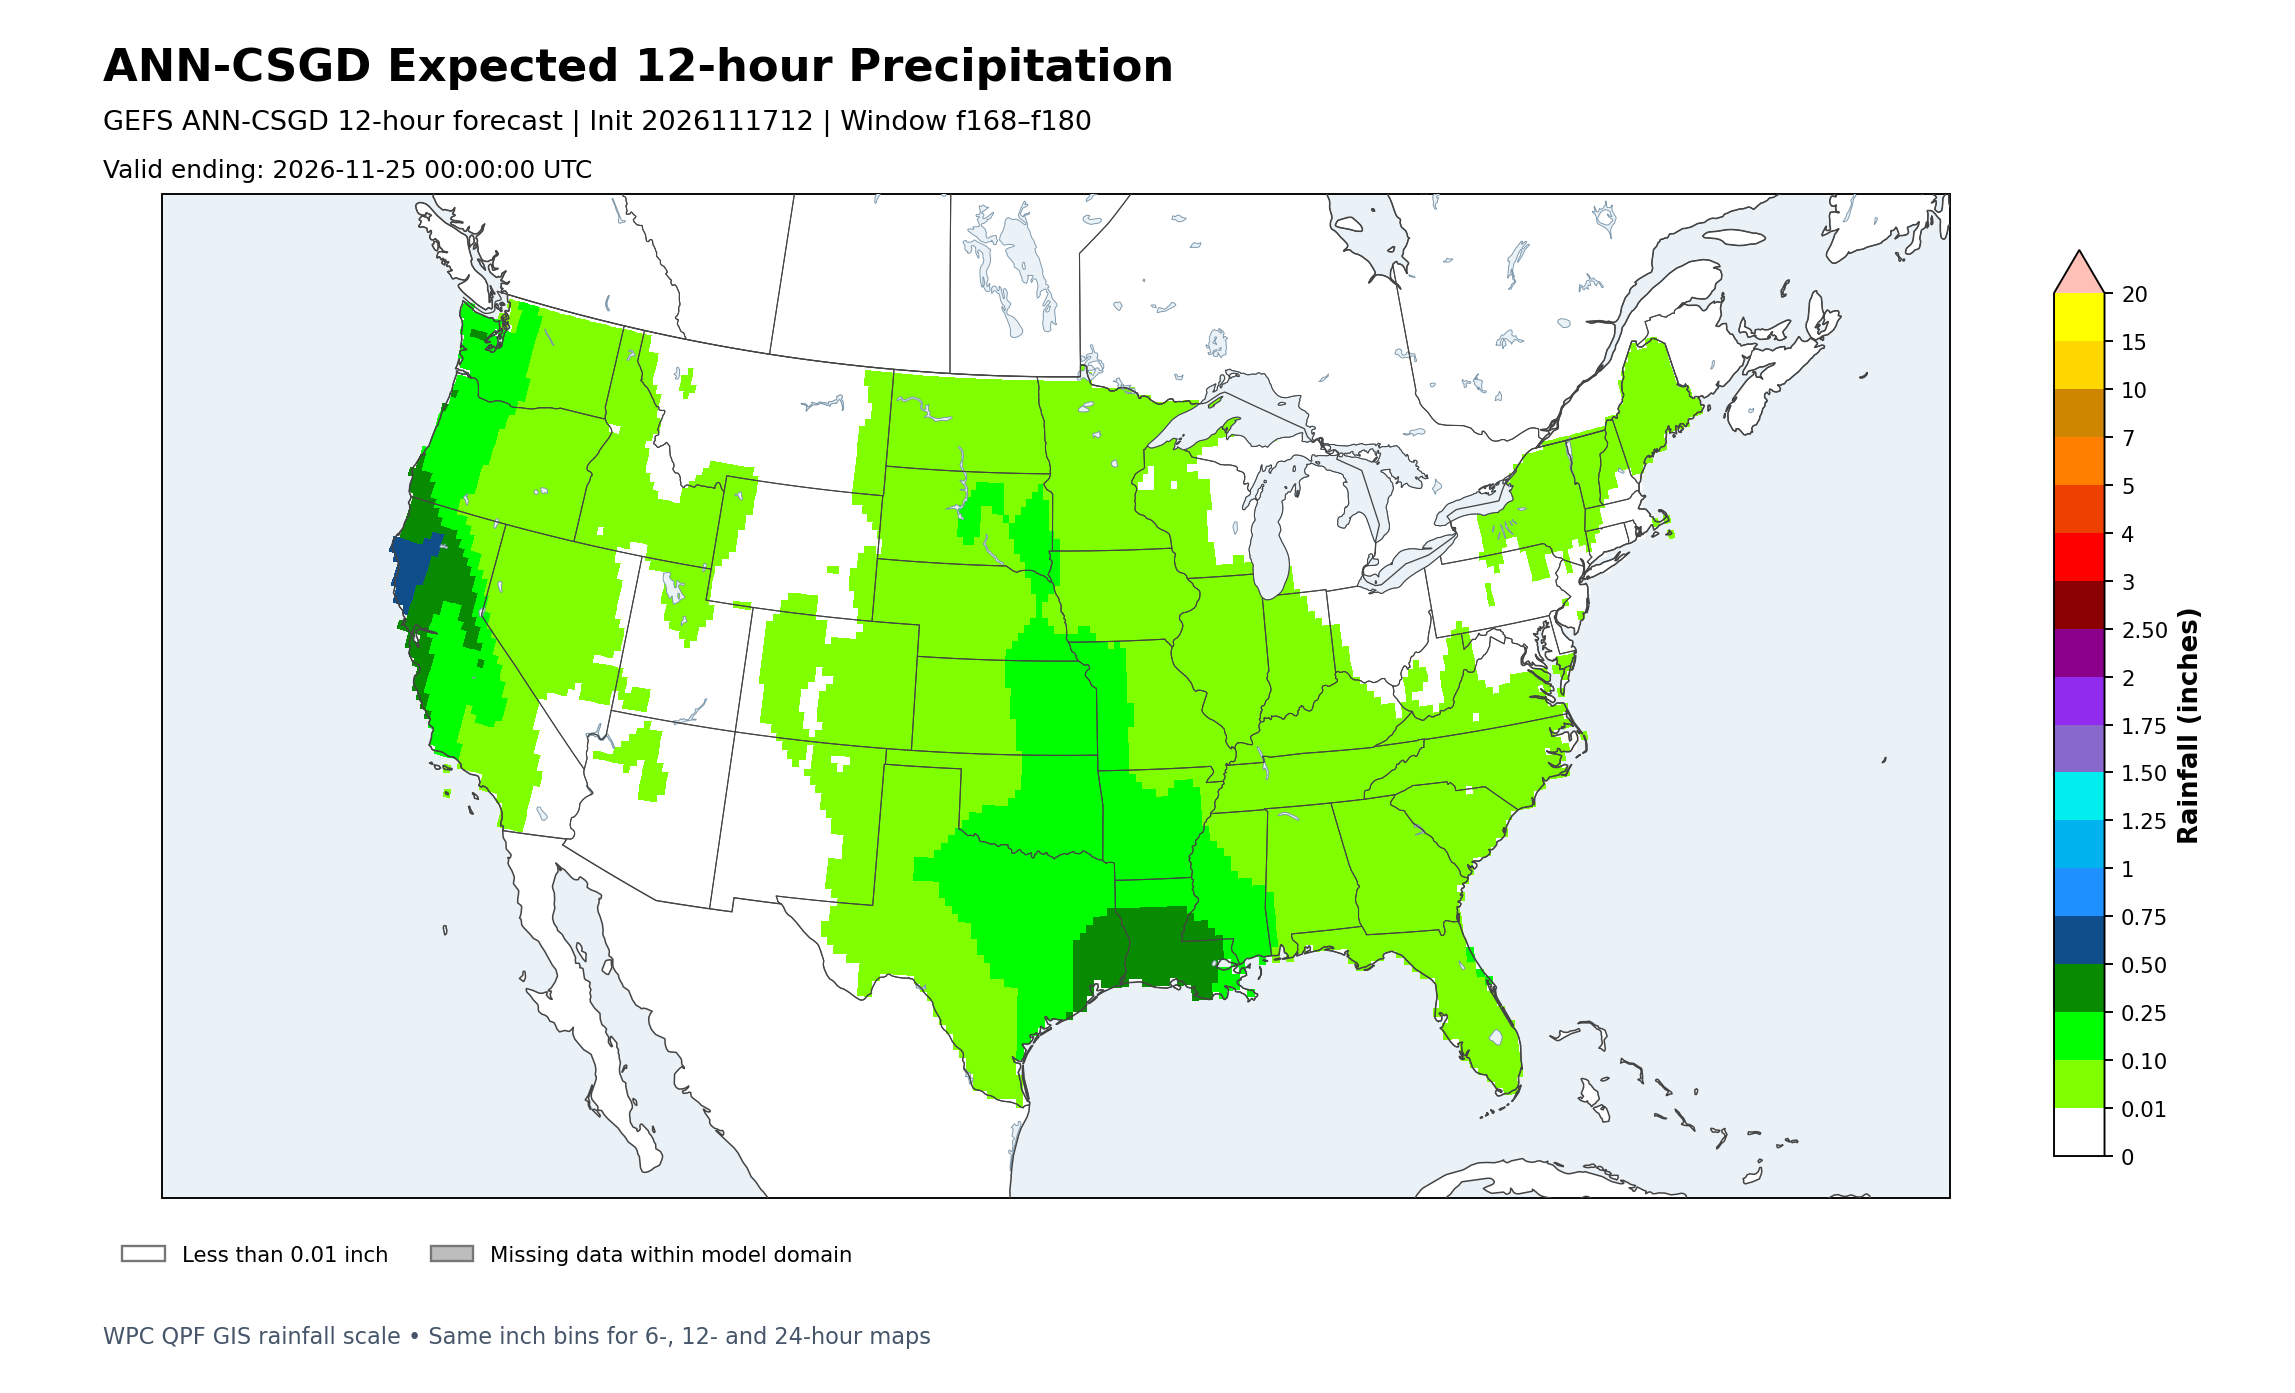 ANN-CSGD Expected 12-hour Precipitation
GEFS ANN-CSGD 12-hour forecast | Init 2026111712 | Window f168–f180
Valid ending: 2026-11-25 00:00:00 UTC
20
15
10
7
5
4
3
2.50
2
1.75
1.50
1.25
1
0.75
0.50
0.25
0.10
0.01
0
Rainfall (inches)
Less than 0.01 inch
Missing data within model domain
WPC QPF GIS rainfall scale • Same inch bins for 6-, 12- and 24-hour maps